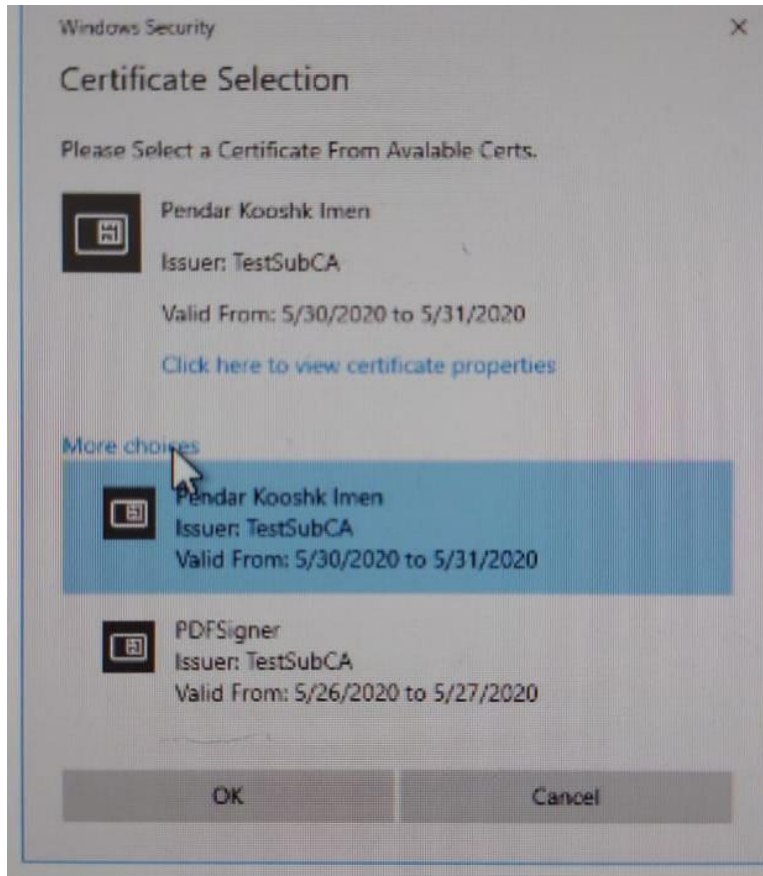 Windows Security
Certificate Selection
Please Select a Certificate From Avalable Certs.
Pendar Kooshk Imen
Issuer: TestSubCA
Valid From: 5/30/2020 to 5/31/2020
Click here to view certificate properties
More choices
Pendar Kooshk Imen
Issuer: TestSubCA
Valid From: 5/30/2020 to 5/31/2020
PDFSigner
Issuer: TestSubCA
Valid From: 5/26/2020 to 5/27/2020
OK Cancel